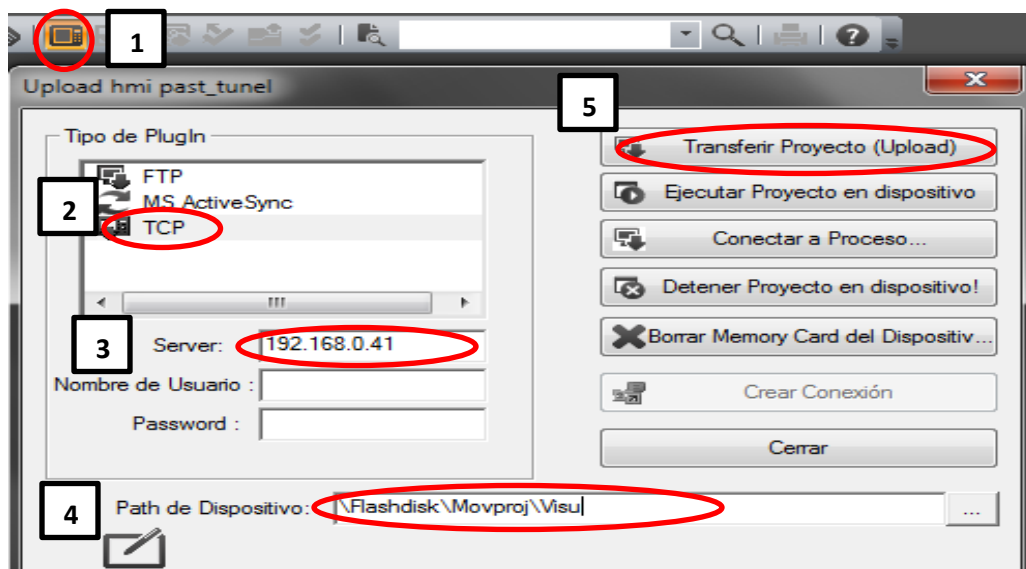 1
Upload hmi past_tunel
5
Tipo de PlugIn
Transferir Proyecto (Upload)
FTP
Ejecutar Proyecto en dispositivo
2
MS ActiveSync
TCP
Conectar a Proceso...
Detener Proyecto en dispositivo!
3
Server: 192.168.0.41
Borrar Memory Card del Dispositiv...
Nombre de Usuario :
Crear Conexión
Password :
Cerrar
4
Path de Dispositivo: \Flashdisk\Movproj\Visu
...